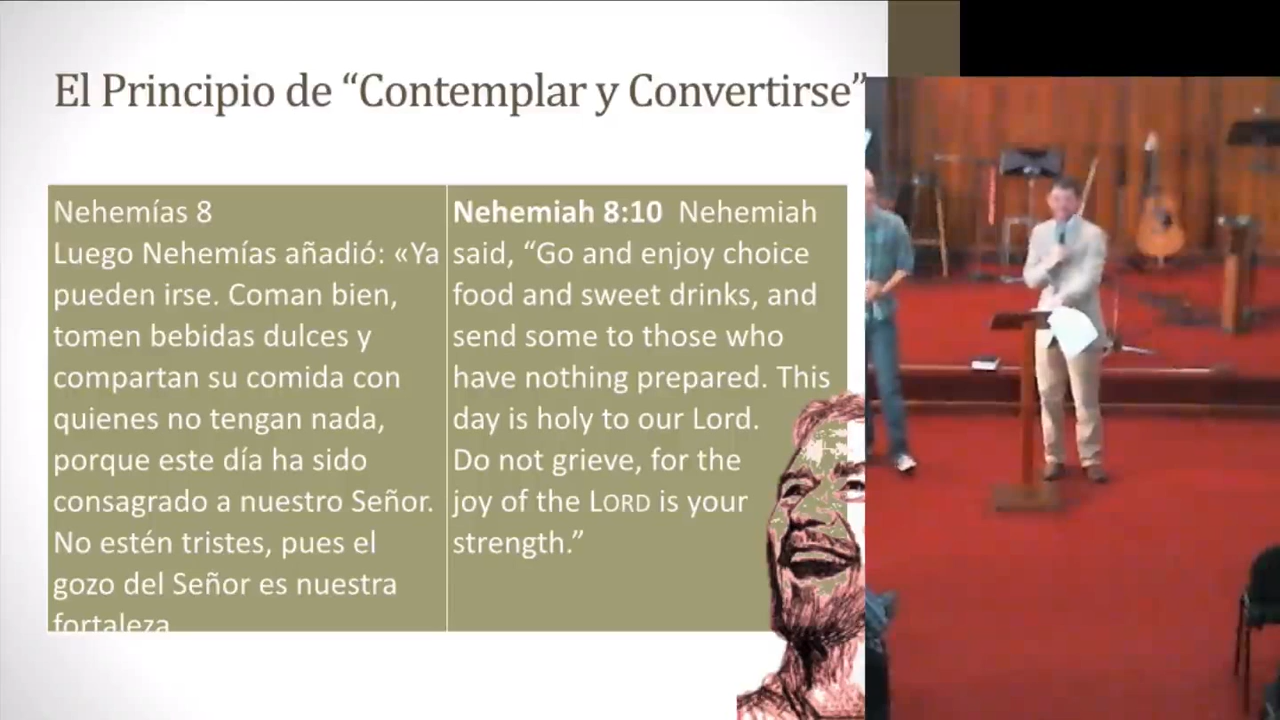 El Principio de “Contemplar y Convertirse”
Nehemías 8
Luego Nehemías añadió: «Ya
pueden irse. Coman bien,
tomen bebidas dulces y
compartan su comida con
quienes no tengan nada,
porque este día ha sido
consagrado a nuestro Señor.
No estén tristes, pues el
gozo del Señor es nuestra
fortaleza
Nehemiah 8:10 Nehemiah
said, “Go and enjoy choice
food and sweet drinks, and
send some to those who
have nothing prepared. This
day is holy to our Lord.
Do not grieve, for the
joy of the LORD is your
strength.”